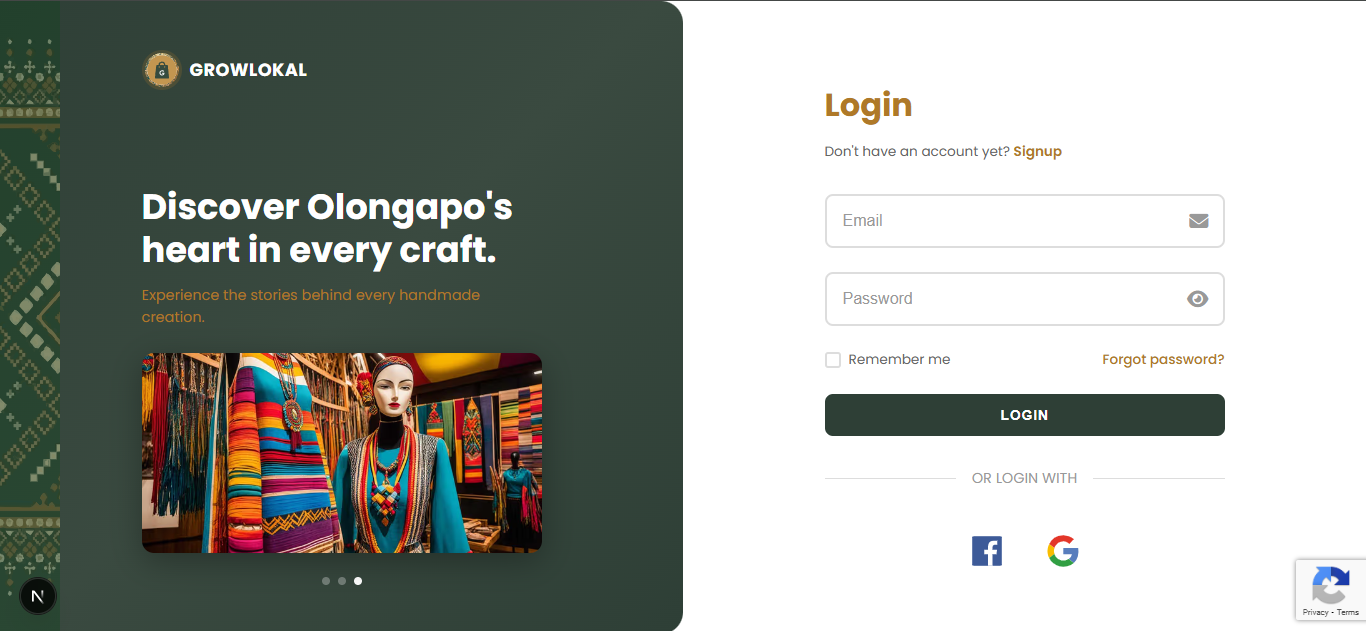 GROWLOKAL
Discover Olongapo's
heart in every craft.
Experience the stories behind every handmade
creation.
Login
Don't have an account yet? Signup
Email
Password
Remember me
Forgot password?
LOGIN
OR LOGIN WITH
G
N
Privacy - Terms